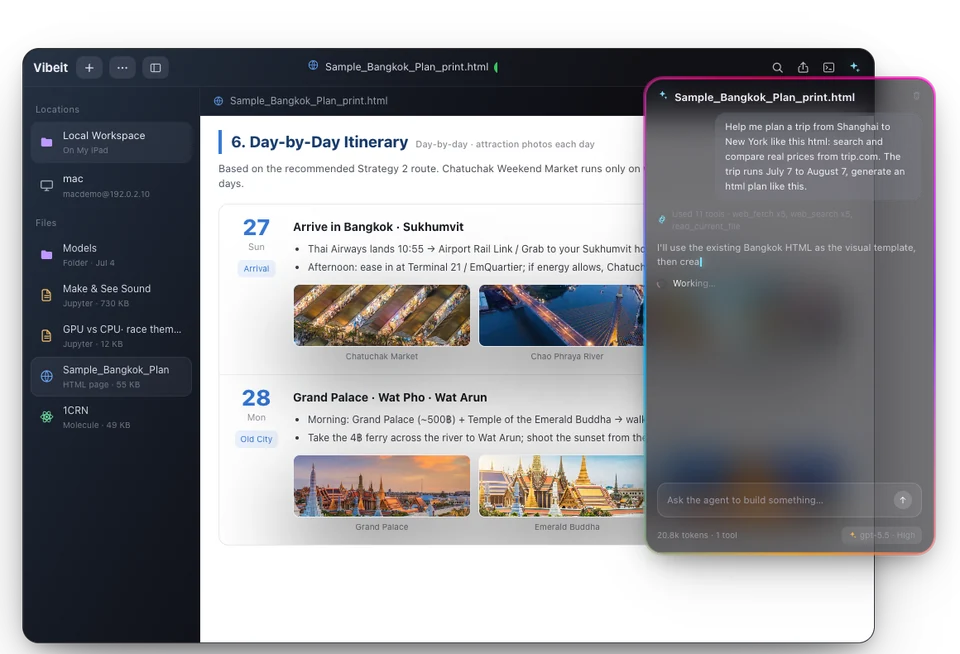 Vibeit
Sample_Bangkok_Plan_print.html
Locations
Local Workspace
On My iPad
mac
macdemo@192.0.2.10
Files
Models
Folder · Jul 4
Make & See Sound
Jupyter · 730 KB
GPU vs CPU· race them...
Jupyter · 12 KB
Sample_Bangkok_Plan
HTML page · 55 KB
1CRN
Molecule · 49 KB
Sample_Bangkok_Plan_print.html
6. Day-by-Day Itinerary Day-by-day · attraction photos each day
Based on the recommended Strategy 2 route. Chatuchak Weekend Market runs only on
days.
27
Sun
Arrival
Arrive in Bangkok · Sukhumvit
• Thai Airways lands 10:55 → Airport Rail Link / Grab to your Sukhumvit
• Afternoon: ease in at Terminal 21 / EmQuartier; if energy allows,
Chatuchak Market
Chao Phraya River
28
Mon
Old City
Grand Palace · Wat Pho · Wat Arun
• Morning: Grand Palace (~500฿) + Temple of the Emerald Buddha →
• Take the 4฿ ferry across the river to Wat Arun; shoot the sunset from
Grand Palace
Emerald Buddha
Sample_Bangkok_Plan_print.html
Help me plan a trip from Shanghai to
New York like this html: search and
compare real prices from trip.com. The
trip runs July 7 to August 7, generate an
html plan like this.
Used 11 tools · web_fetch x5, web_search x5,
read_current_file
I'll use the existing Bangkok HTML as the visual template,
then crea
Working...
Ask the agent to build something...
20.8k tokens · 1 tool
gpt-5.5 · High